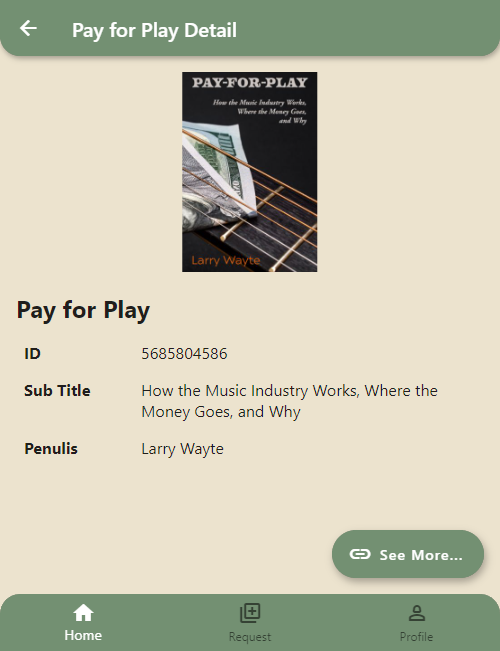 Pay for Play Detail
PAY-FOR-PLAY
How the Music Industry Works,
Where the Money Goes,
and Why
Larry Wayte
Pay for Play
ID 5685804586
Sub Title How the Music Industry Works, Where the
Money Goes, and Why
Penulis Larry Wayte
See More...
Home Request Profile